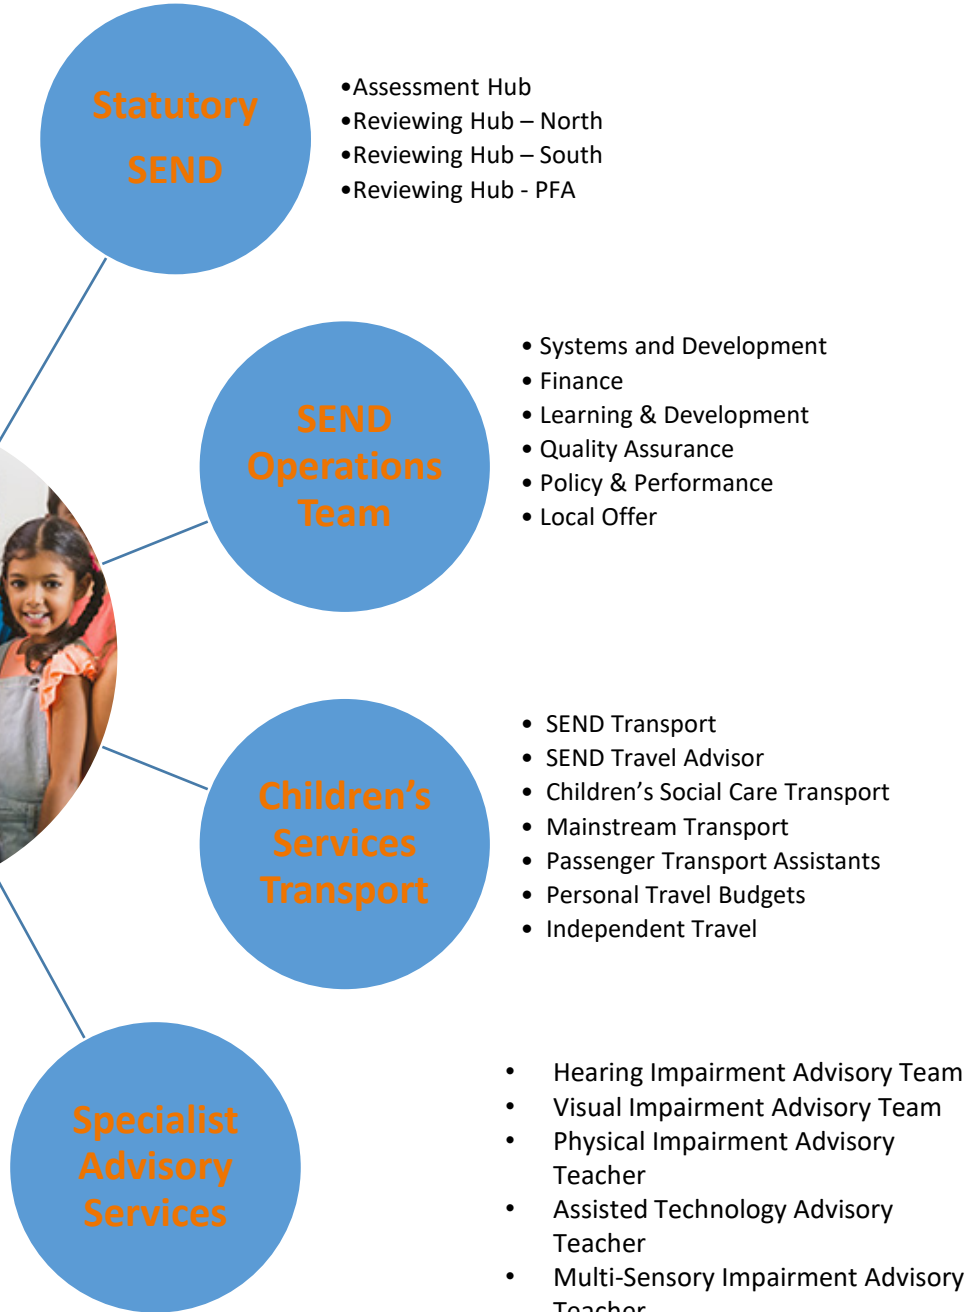 Statutory
SEND
•Assessment Hub
•Reviewing Hub – North
•Reviewing Hub – South
•Reviewing Hub - PFA
SEND
Operations
Team
• Systems and Development
• Finance
• Learning & Development
• Quality Assurance
• Policy & Performance
• Local Offer
Children’s
Services
Transport
• SEND Transport
• SEND Travel Advisor
• Children’s Social Care Transport
• Mainstream Transport
• Passenger Transport Assistants
• Personal Travel Budgets
• Independent Travel
Specialist
Advisory
Services
• Hearing Impairment Advisory Team
• Visual Impairment Advisory Team
• Physical Impairment Advisory
Teacher
• Assisted Technology Advisory
Teacher
• Multi-Sensory Impairment Advisory
Teacher